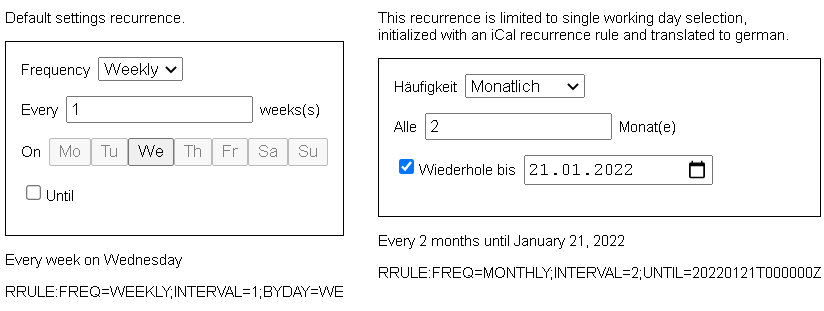 Default settings recurrence.
Frequency Weekly
Every 1 weeks(s)
On Mo Tu We Th Fr Sa Su
Until
Every week on Wednesday
RRULE:FREQ=WEEKLY;INTERVAL=1;BYDAY=WE
This recurrence is limited to single working day selection,
initialized with an iCal recurrence rule and translated to german.
Häufigkeit Monatlich
Alle 2 Monat(e)
Wiederhole bis 21.01.2022
Every 2 months until January 21, 2022
RRULE:FREQ=MONTHLY;INTERVAL=2;UNTIL=20220121T000000Z